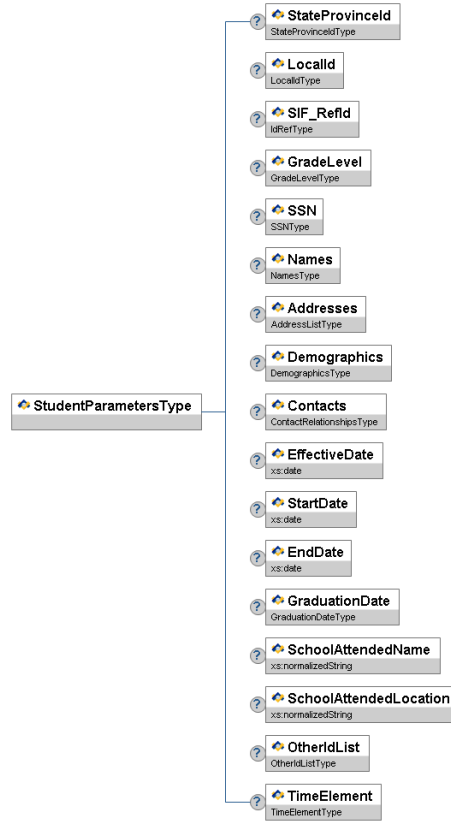 ?
StateProvinceId
StateProvinceIdType
?
LocalId
LocalIdType
?
SIF_RefId
IdRefType
?
GradeLevel
GradeLevelType
?
SSN
SSNType
?
Names
NamesType
?
Addresses
AddressListType
?
Demographics
DemographicsType
StudentParametersType
?
Contacts
ContactRelationshipsType
?
EffectiveDate
xs:date
?
StartDate
xs:date
?
EndDate
xs:date
?
GraduationDate
GraduationDateType
?
SchoolAttendedName
xs:normalizedString
?
SchoolAttendedLocation
xs:normalizedString
?
OtherIdList
OtherIdListType
?
TimeElement
TimeElementType